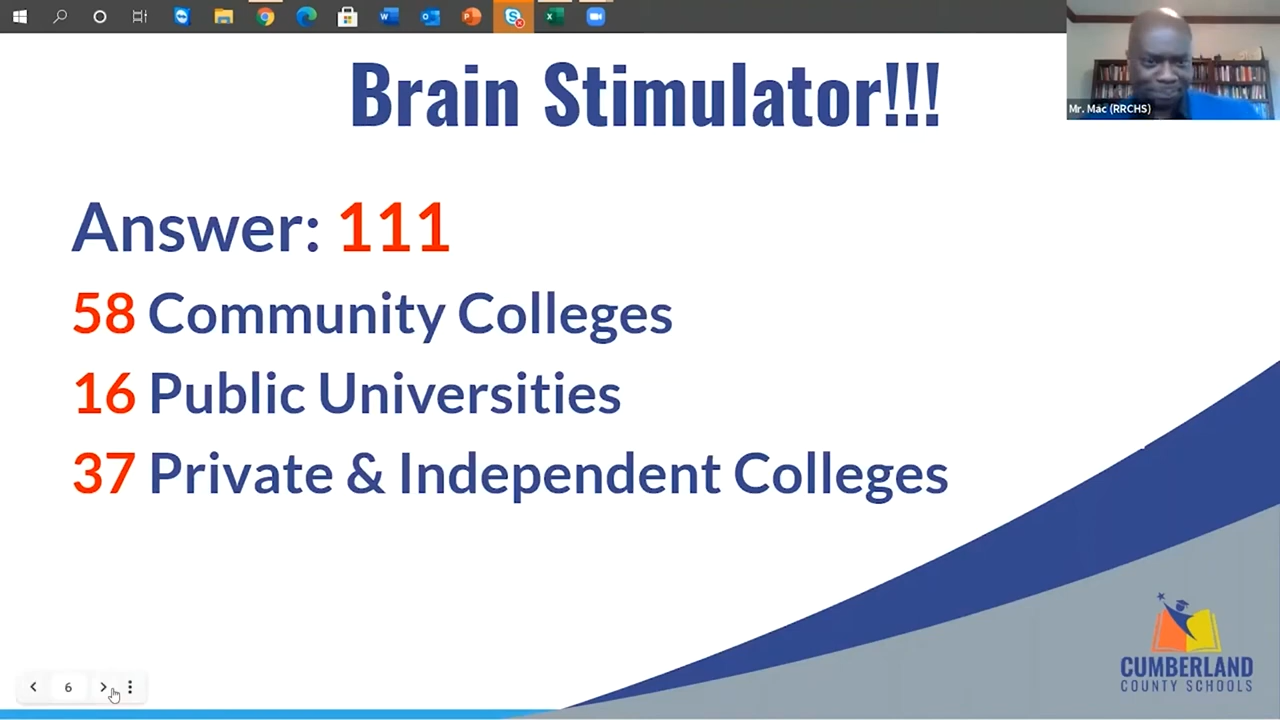 Brain Stimulator!!!
Mr. Mac (RRCHS)
Answer: 111
58 Community Colleges
16 Public Universities
37 Private & Independent Colleges
CUMBERLAND
COUNTY SCHOOLS
6